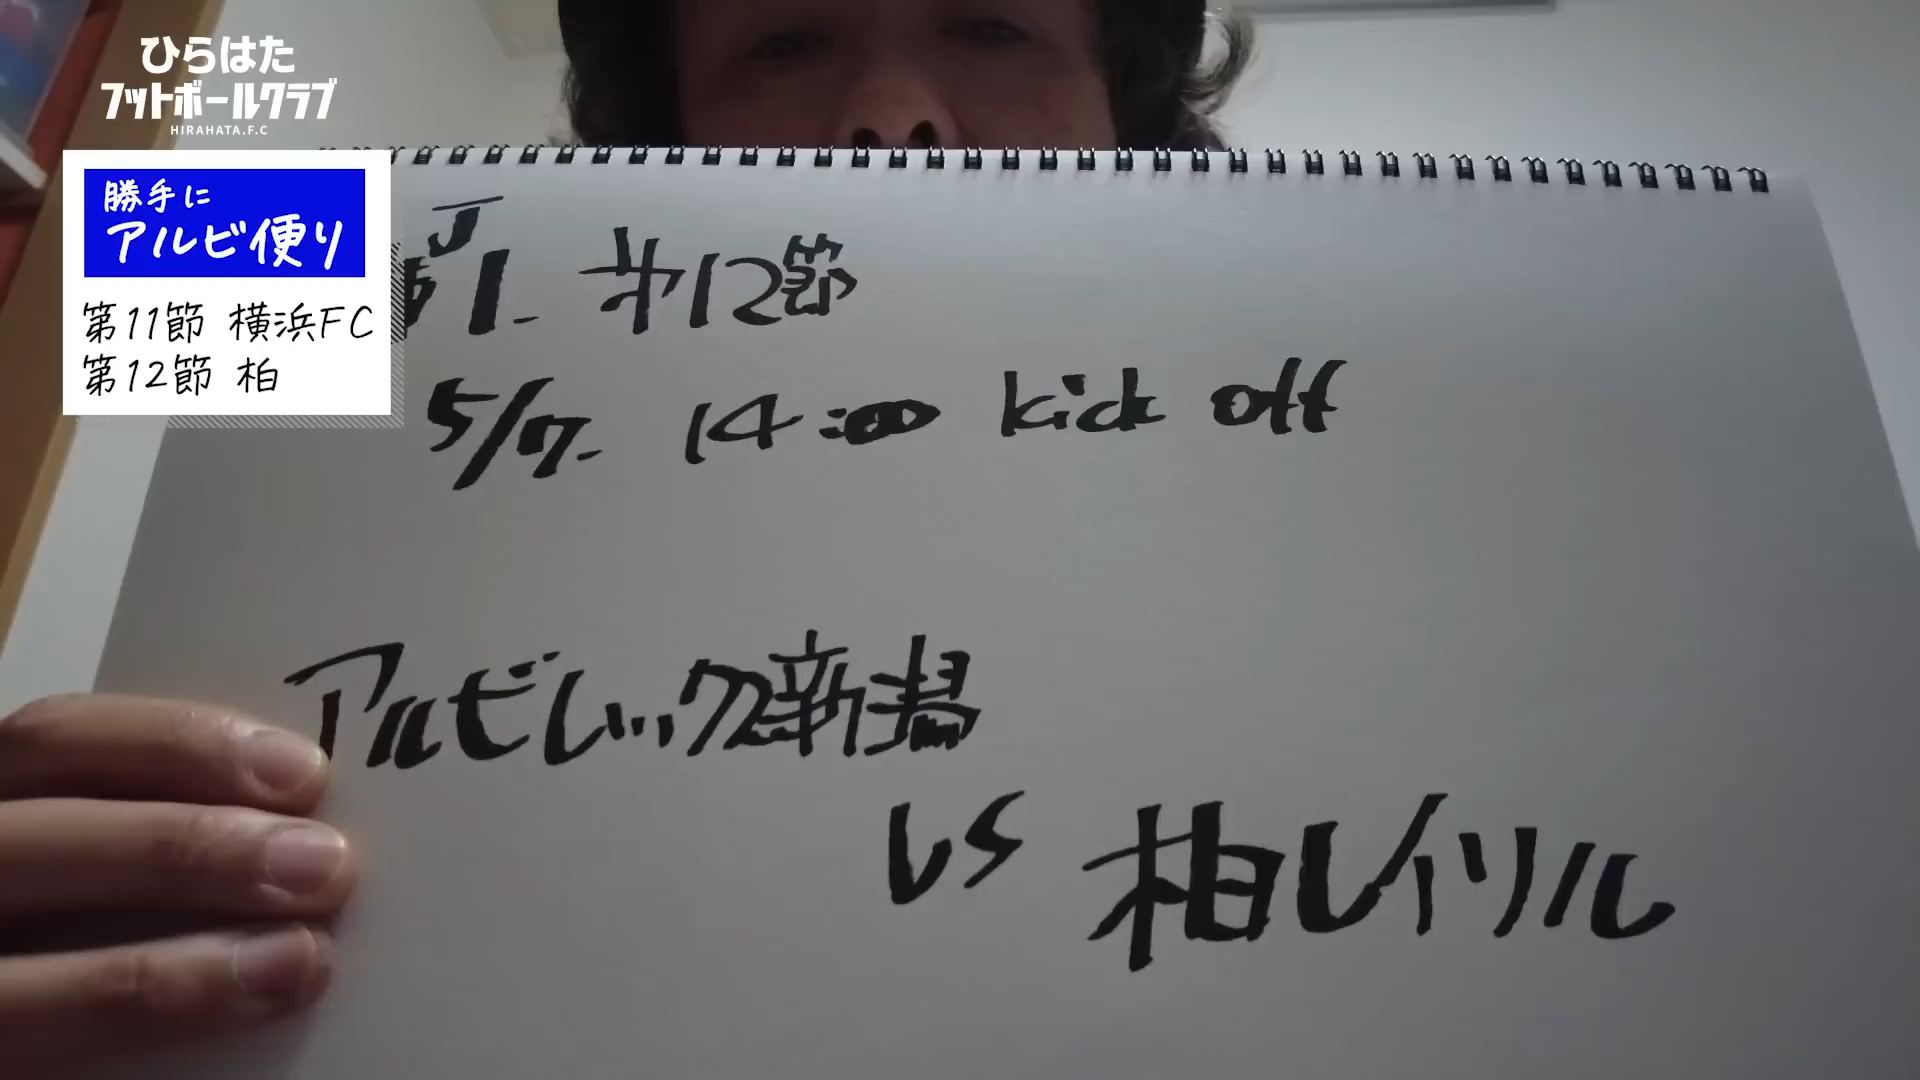 ひらはた
フットボールクラブ
HIRAHATA.F.C
勝手に
アルビ便り
第11節 横浜FC
第12節 柏
J1 第12節
5/7 14:00 kick off
アルビレックス新潟
vs 柏レイソル